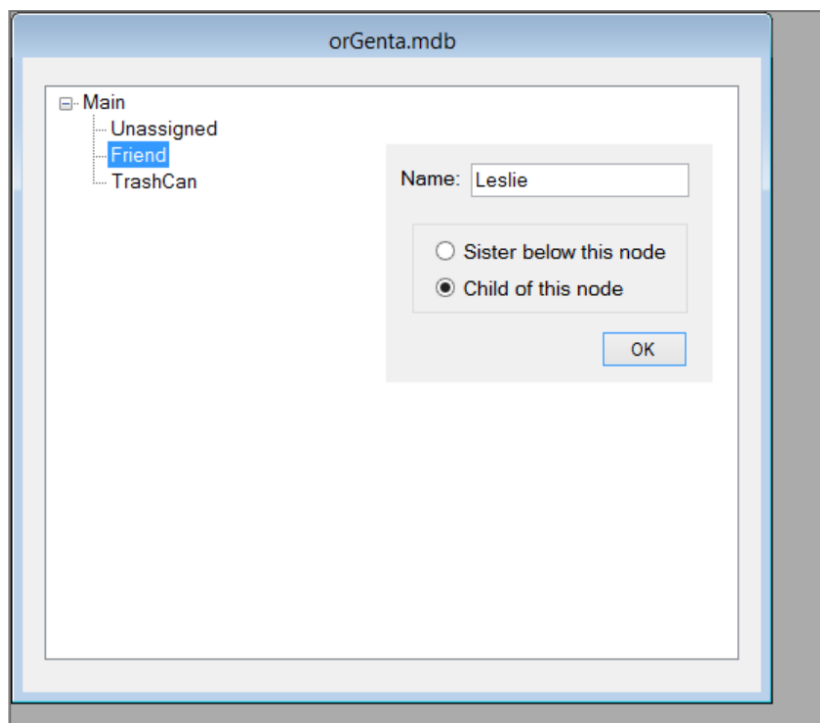 orGenta.mdb
Main
Unassigned
Friend
TrashCan
Name: Leslie
Sister below this node
Child of this node
OK